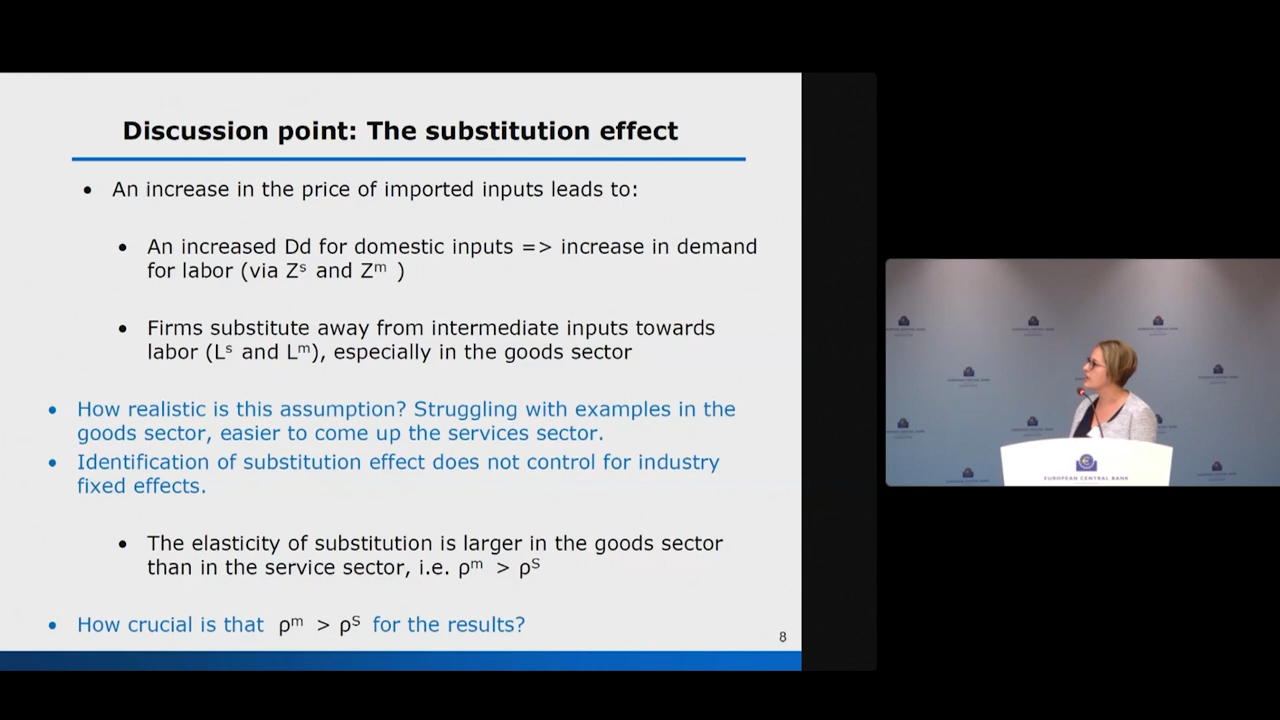 Discussion point: The substitution effect
• An increase in the price of imported inputs leads to:
• An increased Dd for domestic inputs => increase in demand
for labor (via Zˢ and Zᵐ )
• Firms substitute away from intermediate inputs towards
labor (Lˢ and Lᵐ), especially in the goods sector
• How realistic is this assumption? Struggling with examples in the
goods sector, easier to come up the services sector.
• Identification of substitution effect does not control for industry
fixed effects.
• The elasticity of substitution is larger in the goods sector
than in the service sector, i.e. ρᵐ > ρˢ
• How crucial is that ρᵐ > ρˢ for the results?
8
EUROPEAN CENTRAL BANK